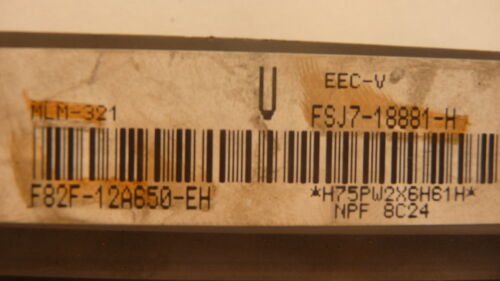 EEC-V
MLM-321
FSJ7-18881-H
F82F-12A650-EH
*H75PW2X6H61H*
NPF 8C24